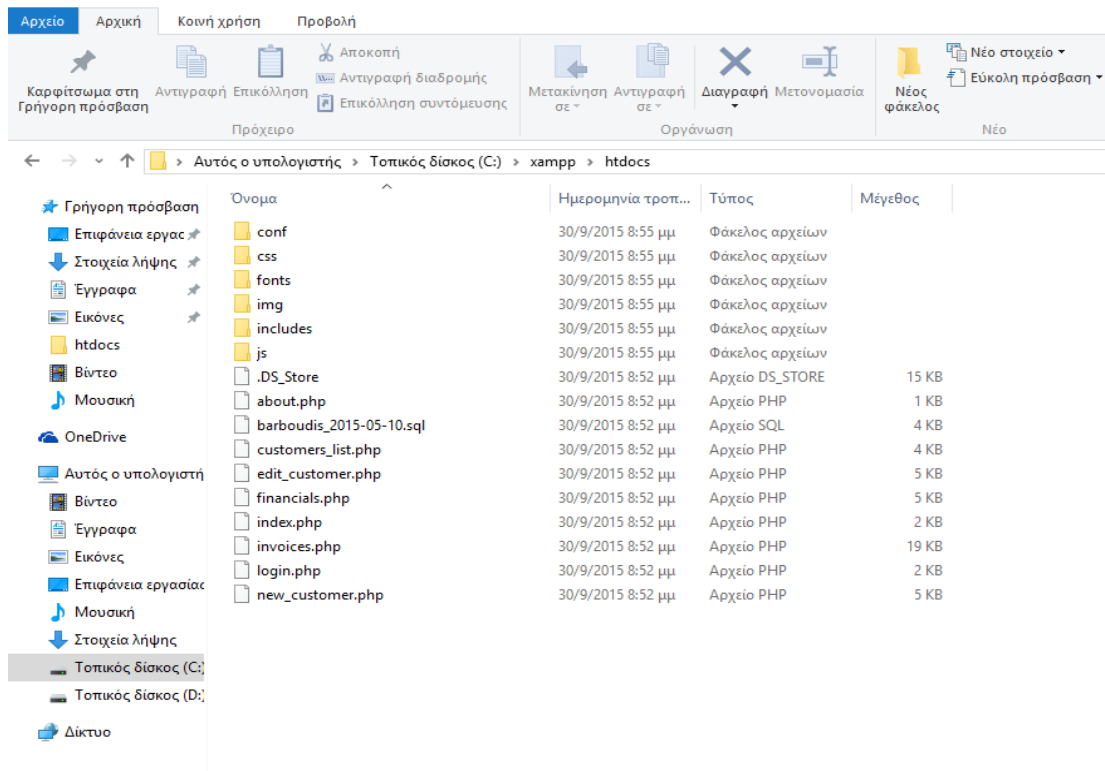 Αρχείο Αρχική Κοινή χρήση Προβολή
Καρφίτσωμα στη Γρήγορη πρόσβαση
Αντιγραφή
Επικόλληση
Αποκοπή
Αντιγραφή διαδρομής
Επικόλληση συντόμευσης
Πρόχειρο
Μετακίνηση σε
Αντιγραφή σε
Διαγραφή
Μετονομασία
Οργάνωση
Νέος φάκελος
Νέο στοιχείο
Εύκολη πρόσβαση
Νέο
Αυτός ο υπολογιστής > Τοπικός δίσκος (C:) > xampp > htdocs
Γρήγορη πρόσβαση
Επιφάνεια εργασ
Στοιχεία λήψης
Έγγραφα
Εικόνες
htdocs
Βίντεο
Μουσική
OneDrive
Αυτός ο υπολογιστή
Βίντεο
Έγγραφα
Εικόνες
Επιφάνεια εργασίας
Μουσική
Στοιχεία λήψης
Τοπικός δίσκος (C:)
Τοπικός δίσκος (D:)
Δίκτυο
Όνομα Ημερομηνία τροπ... Τύπος Μέγεθος
conf 30/9/2015 8:55 μμ Φάκελος αρχείων
css 30/9/2015 8:55 μμ Φάκελος αρχείων
fonts 30/9/2015 8:55 μμ Φάκελος αρχείων
img 30/9/2015 8:55 μμ Φάκελος αρχείων
includes 30/9/2015 8:55 μμ Φάκελος αρχείων
js 30/9/2015 8:55 μμ Φάκελος αρχείων
.DS_Store 30/9/2015 8:52 μμ Αρχείο DS_STORE 15 KB
about.php 30/9/2015 8:52 μμ Αρχείο PHP 1 KB
barboudis_2015-05-10.sql 30/9/2015 8:52 μμ Αρχείο SQL 4 KB
customers_list.php 30/9/2015 8:52 μμ Αρχείο PHP 4 KB
edit_customer.php 30/9/2015 8:52 μμ Αρχείο PHP 5 KB
financials.php 30/9/2015 8:52 μμ Αρχείο PHP 5 KB
index.php 30/9/2015 8:52 μμ Αρχείο PHP 2 KB
invoices.php 30/9/2015 8:52 μμ Αρχείο PHP 19 KB
login.php 30/9/2015 8:52 μμ Αρχείο PHP 2 KB
new_customer.php 30/9/2015 8:52 μμ Αρχείο PHP 5 KB